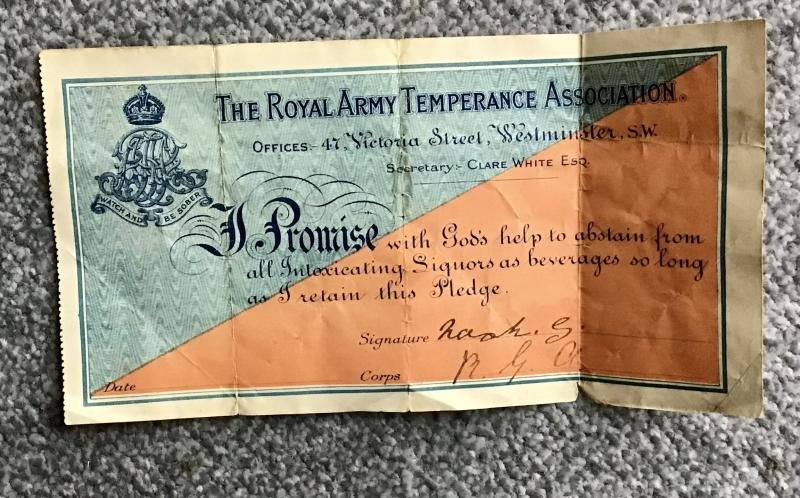 THE ROYAL ARMY TEMPERANCE ASSOCIATION.
OFFICES:- 47, Victoria Street, Westminster, S.W.
Secretary:- CLARE WHITE ESQ.
WATCH AND BE SOBER
I Promise with God's help to abstain from
all Intoxicating Liquors as beverages so long
as I retain this Pledge.
Signature Nash. G.
Corps R. G. A
Date